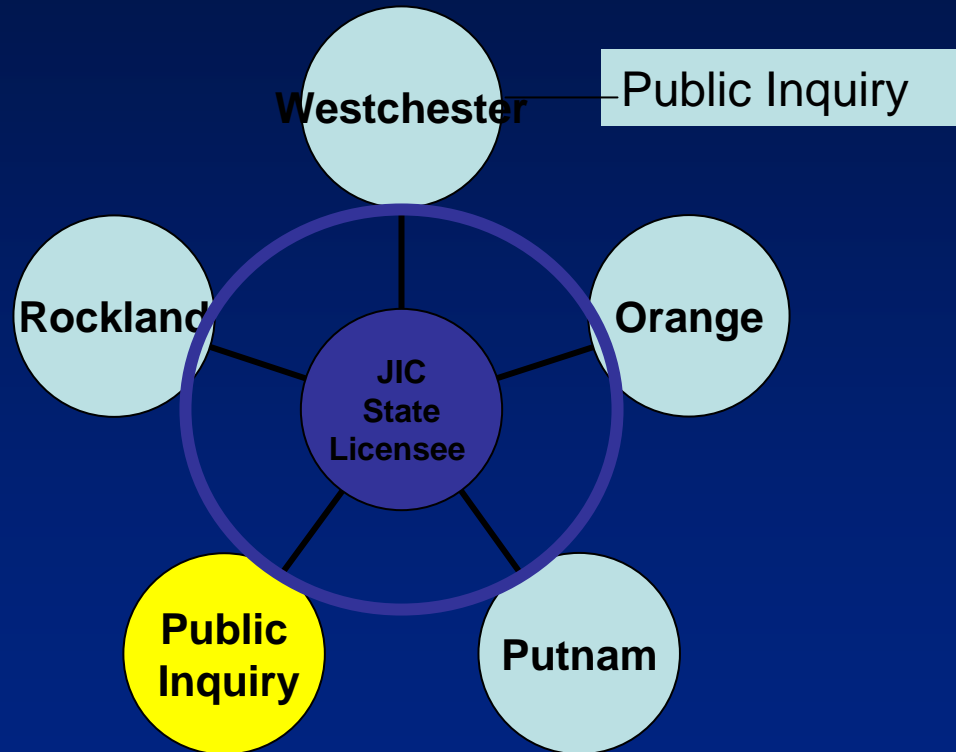 Westchester
Public Inquiry
Rockland
Orange
JIC
State
Licensee
Public
Inquiry
Putnam